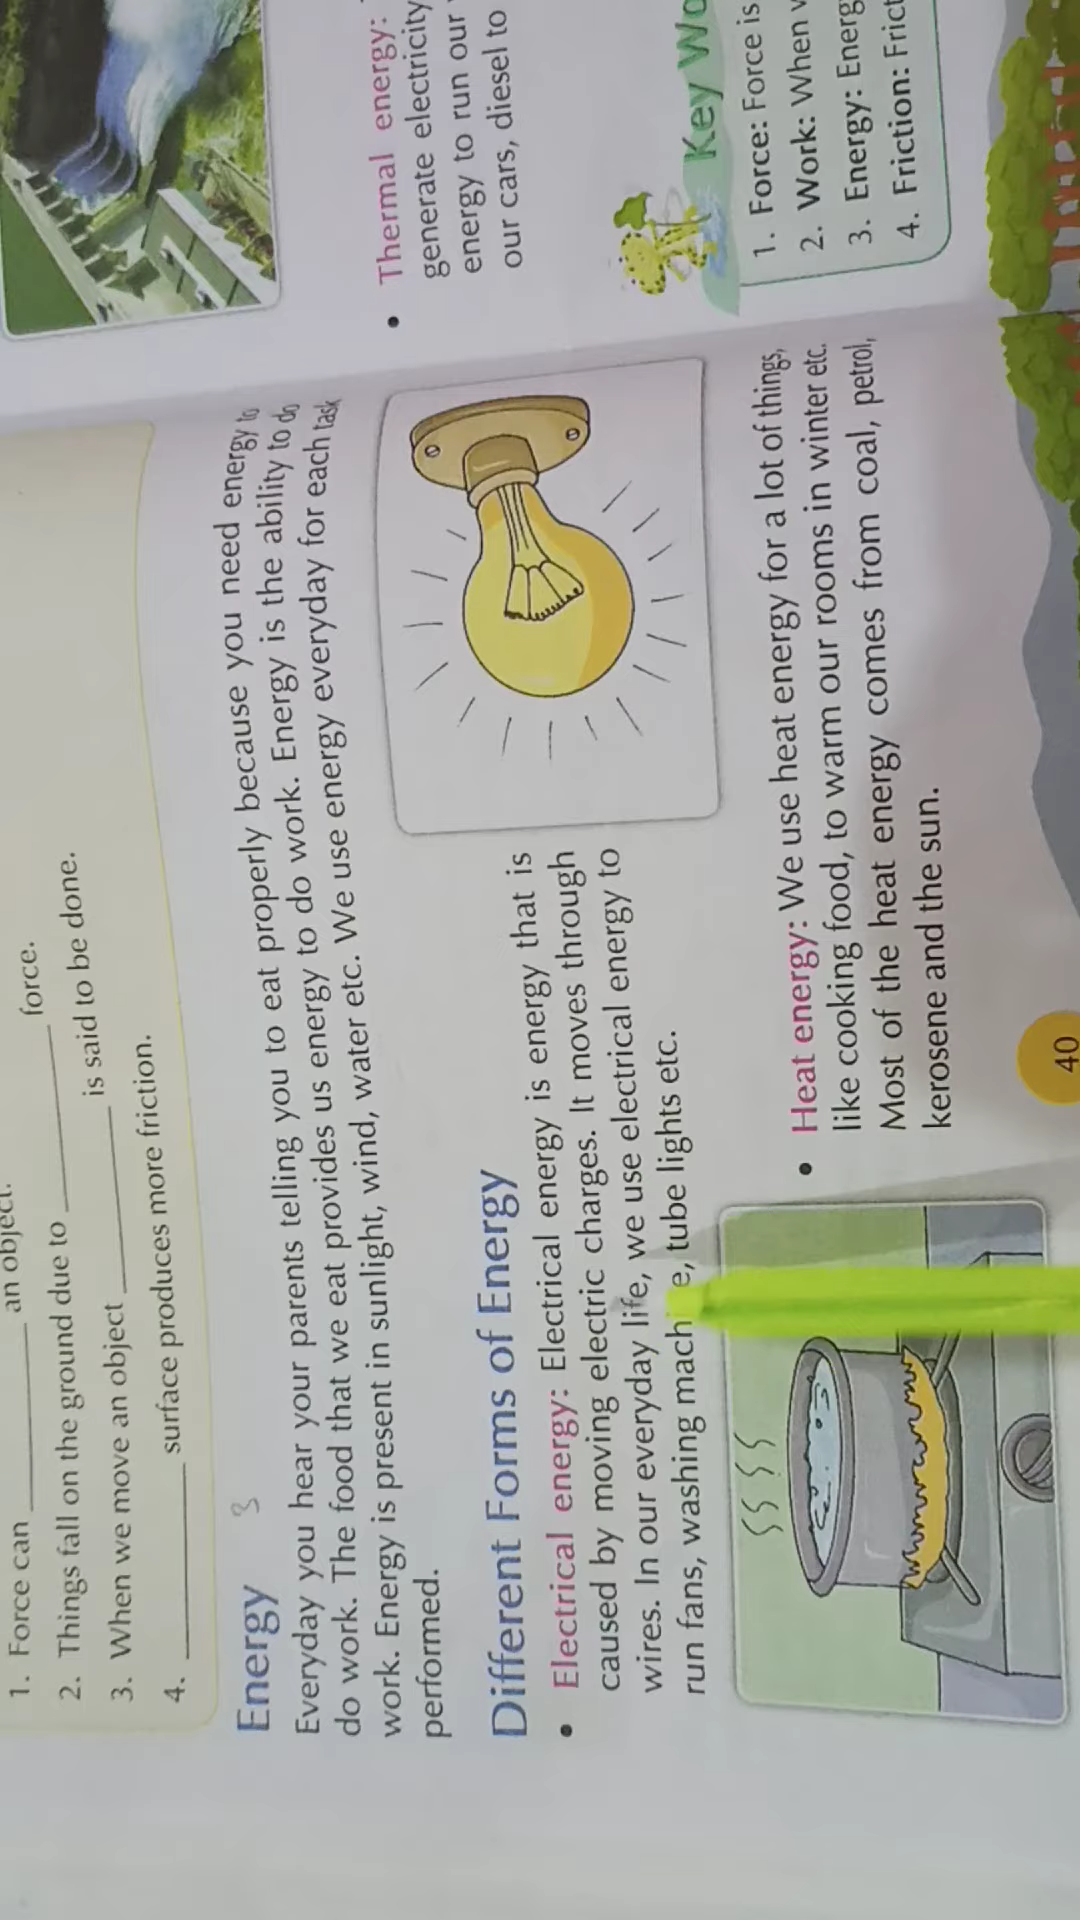 an object.
1. Force can
2. Things fall on the ground due to force.
3. When we move an object is said to be done.
4. surface produces more friction.
Energy 3
Everyday you hear your parents telling you to eat properly because you need energy to
do work. The food that we eat provides us energy to do work. Energy is the ability to do
work. Energy is present in sunlight, wind, water etc. We use energy everyday for each task
performed.
Different Forms of Energy
• Electrical energy: Electrical energy is energy that is
caused by moving electric charges. It moves through
wires. In our everyday life, we use electrical energy to
run fans, washing mach e, tube lights etc.
• Heat energy: We use heat energy for a lot of things,
like cooking food, to warm our rooms in winter etc.
Most of the heat energy comes from coal, petrol,
kerosene and the sun.
40
• Thermal energy:
generate electricity
energy to run our
our cars, diesel to
Key Wo
1. Force: Force is
2. Work: When
3. Energy: Energ
4. Friction: Frict